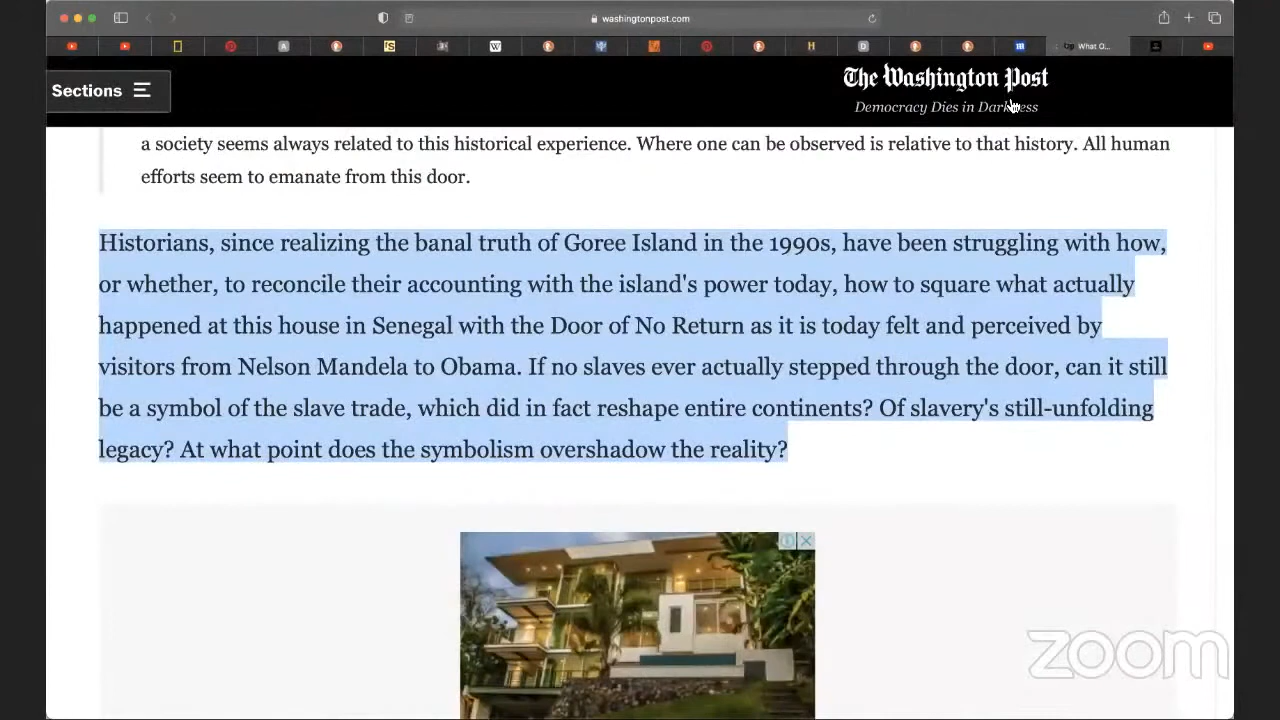 washingtonpost.com
What O...
Sections
The Washington Post
Democracy Dies in Darkness
a society seems always related to this historical experience. Where one can be observed is relative to that history. All human
efforts seem to emanate from this door.
Historians, since realizing the banal truth of Goree Island in the 1990s, have been struggling with how,
or whether, to reconcile their accounting with the island's power today, how to square what actually
happened at this house in Senegal with the Door of No Return as it is today felt and perceived by
visitors from Nelson Mandela to Obama. If no slaves ever actually stepped through the door, can it still
be a symbol of the slave trade, which did in fact reshape entire continents? Of slavery's still-unfolding
legacy? At what point does the symbolism overshadow the reality?
zoom